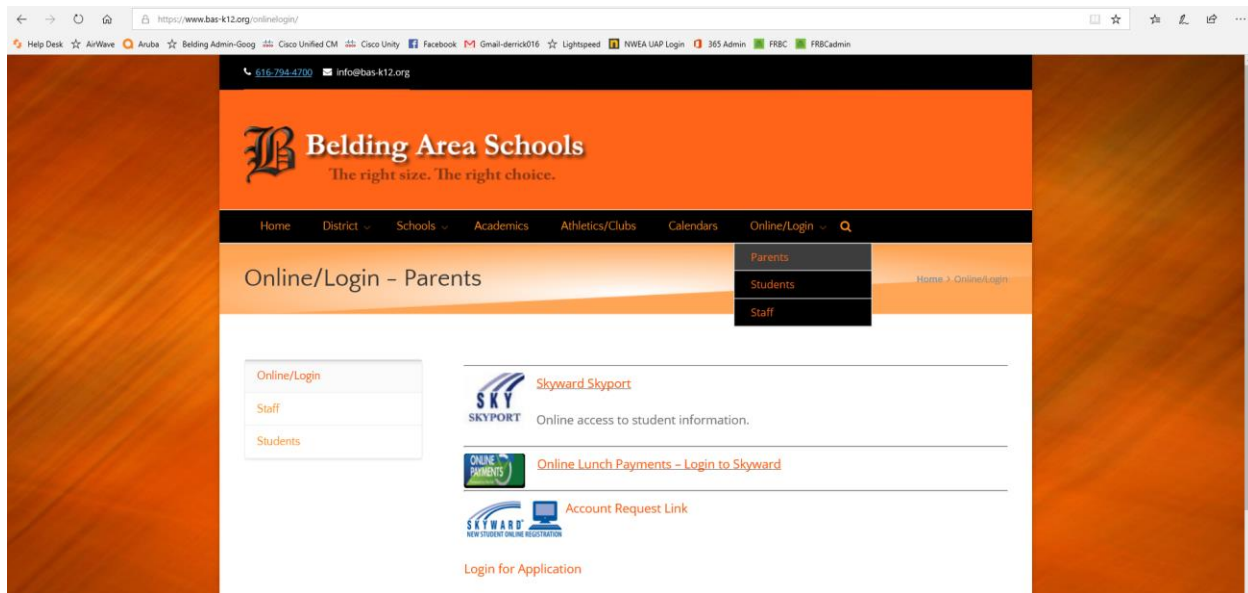 https://www.bas-k12.org/onlinelogin/
Help Desk AirWave Aruba Belding Admin-Goog Cisco Unified CM Cisco Unity Facebook Gmail-derrick016 Lightspeed NWEA UAP Login 365 Admin FRBC FRBCadmin
616-794-4700 info@bas-k12.org
B Belding Area Schools
The right size. The right choice.
Home District Schools Academics Athletics/Clubs Calendars Online/Login
Parents
Online/Login – Parents
Students
Home > Online/Login
Staff
Online/Login
Staff
Students
SKY
SKYPORT
Skyward Skyport
Online access to student information.
ONLINE
PAYMENTS
Online Lunch Payments – Login to Skyward
SKYWARD
NEW STUDENT ONLINE REGISTRATION
Account Request Link
Login for Application